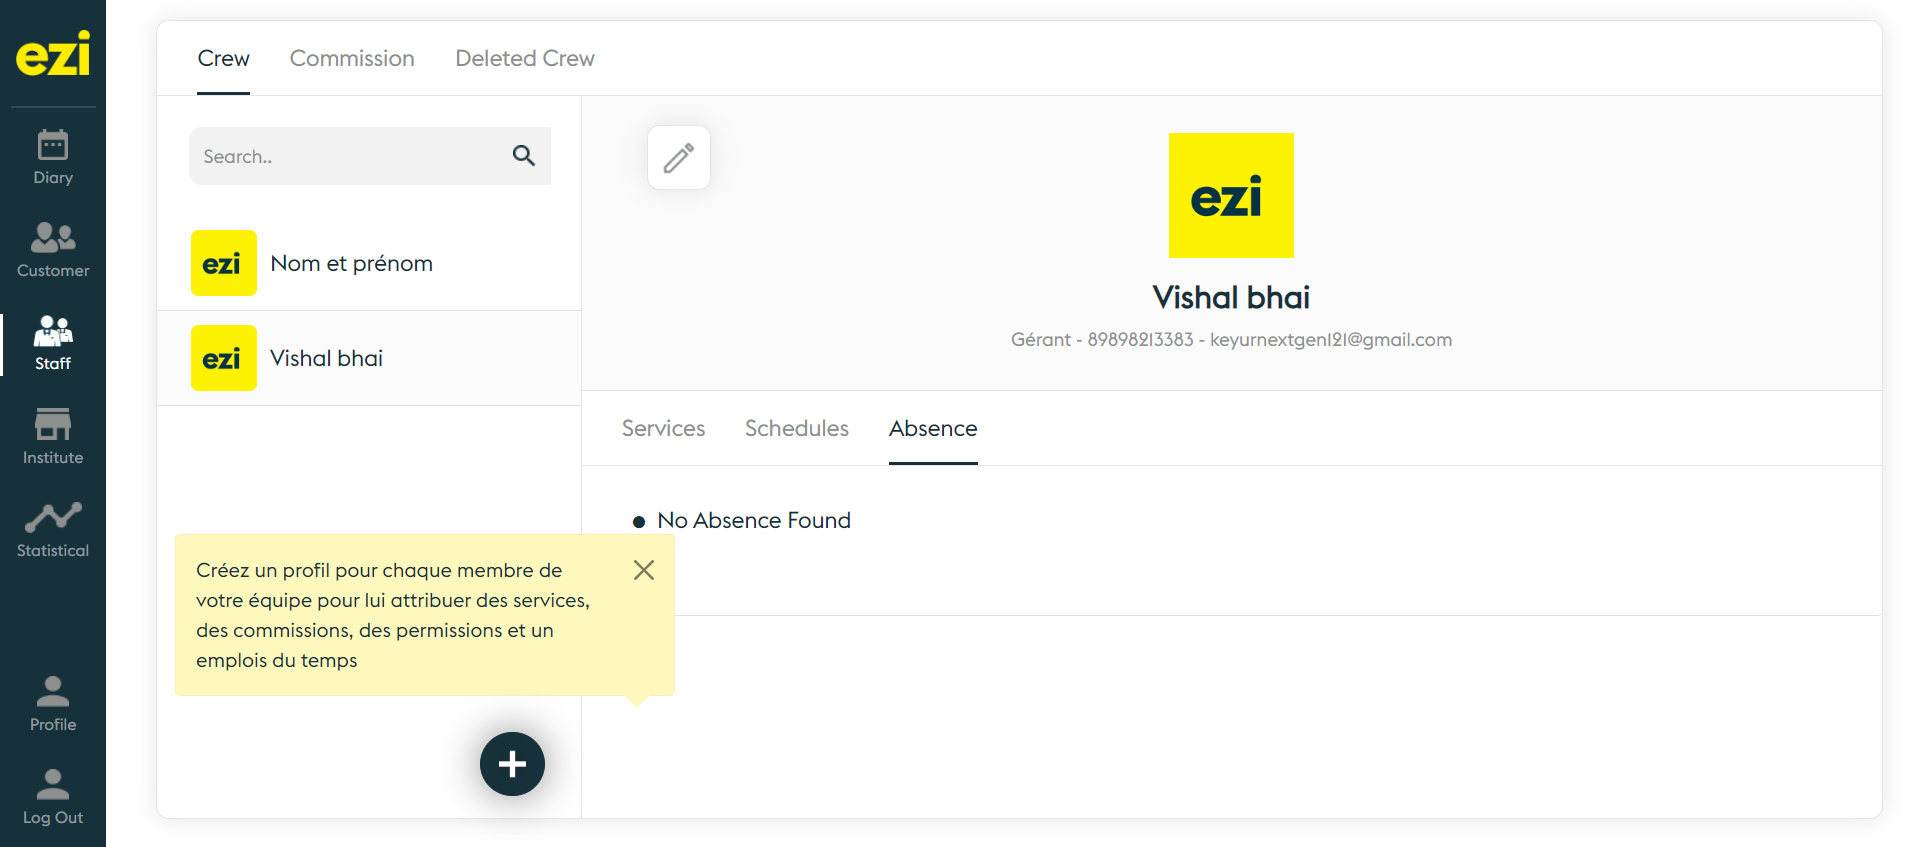 ezi
Diary
Customer
Staff
Institute
Statistical
Profile
Log Out
Crew Commission Deleted Crew
Search..
ezi Nom et prénom
ezi Vishal bhai
Créez un profil pour chaque membre de
votre équipe pour lui attribuer des services,
des commissions, des permissions et un
emplois du temps
ezi
Vishal bhai
Gérant - 89898213383 - keyurnextgen121@gmail.com
Services Schedules Absence
No Absence Found